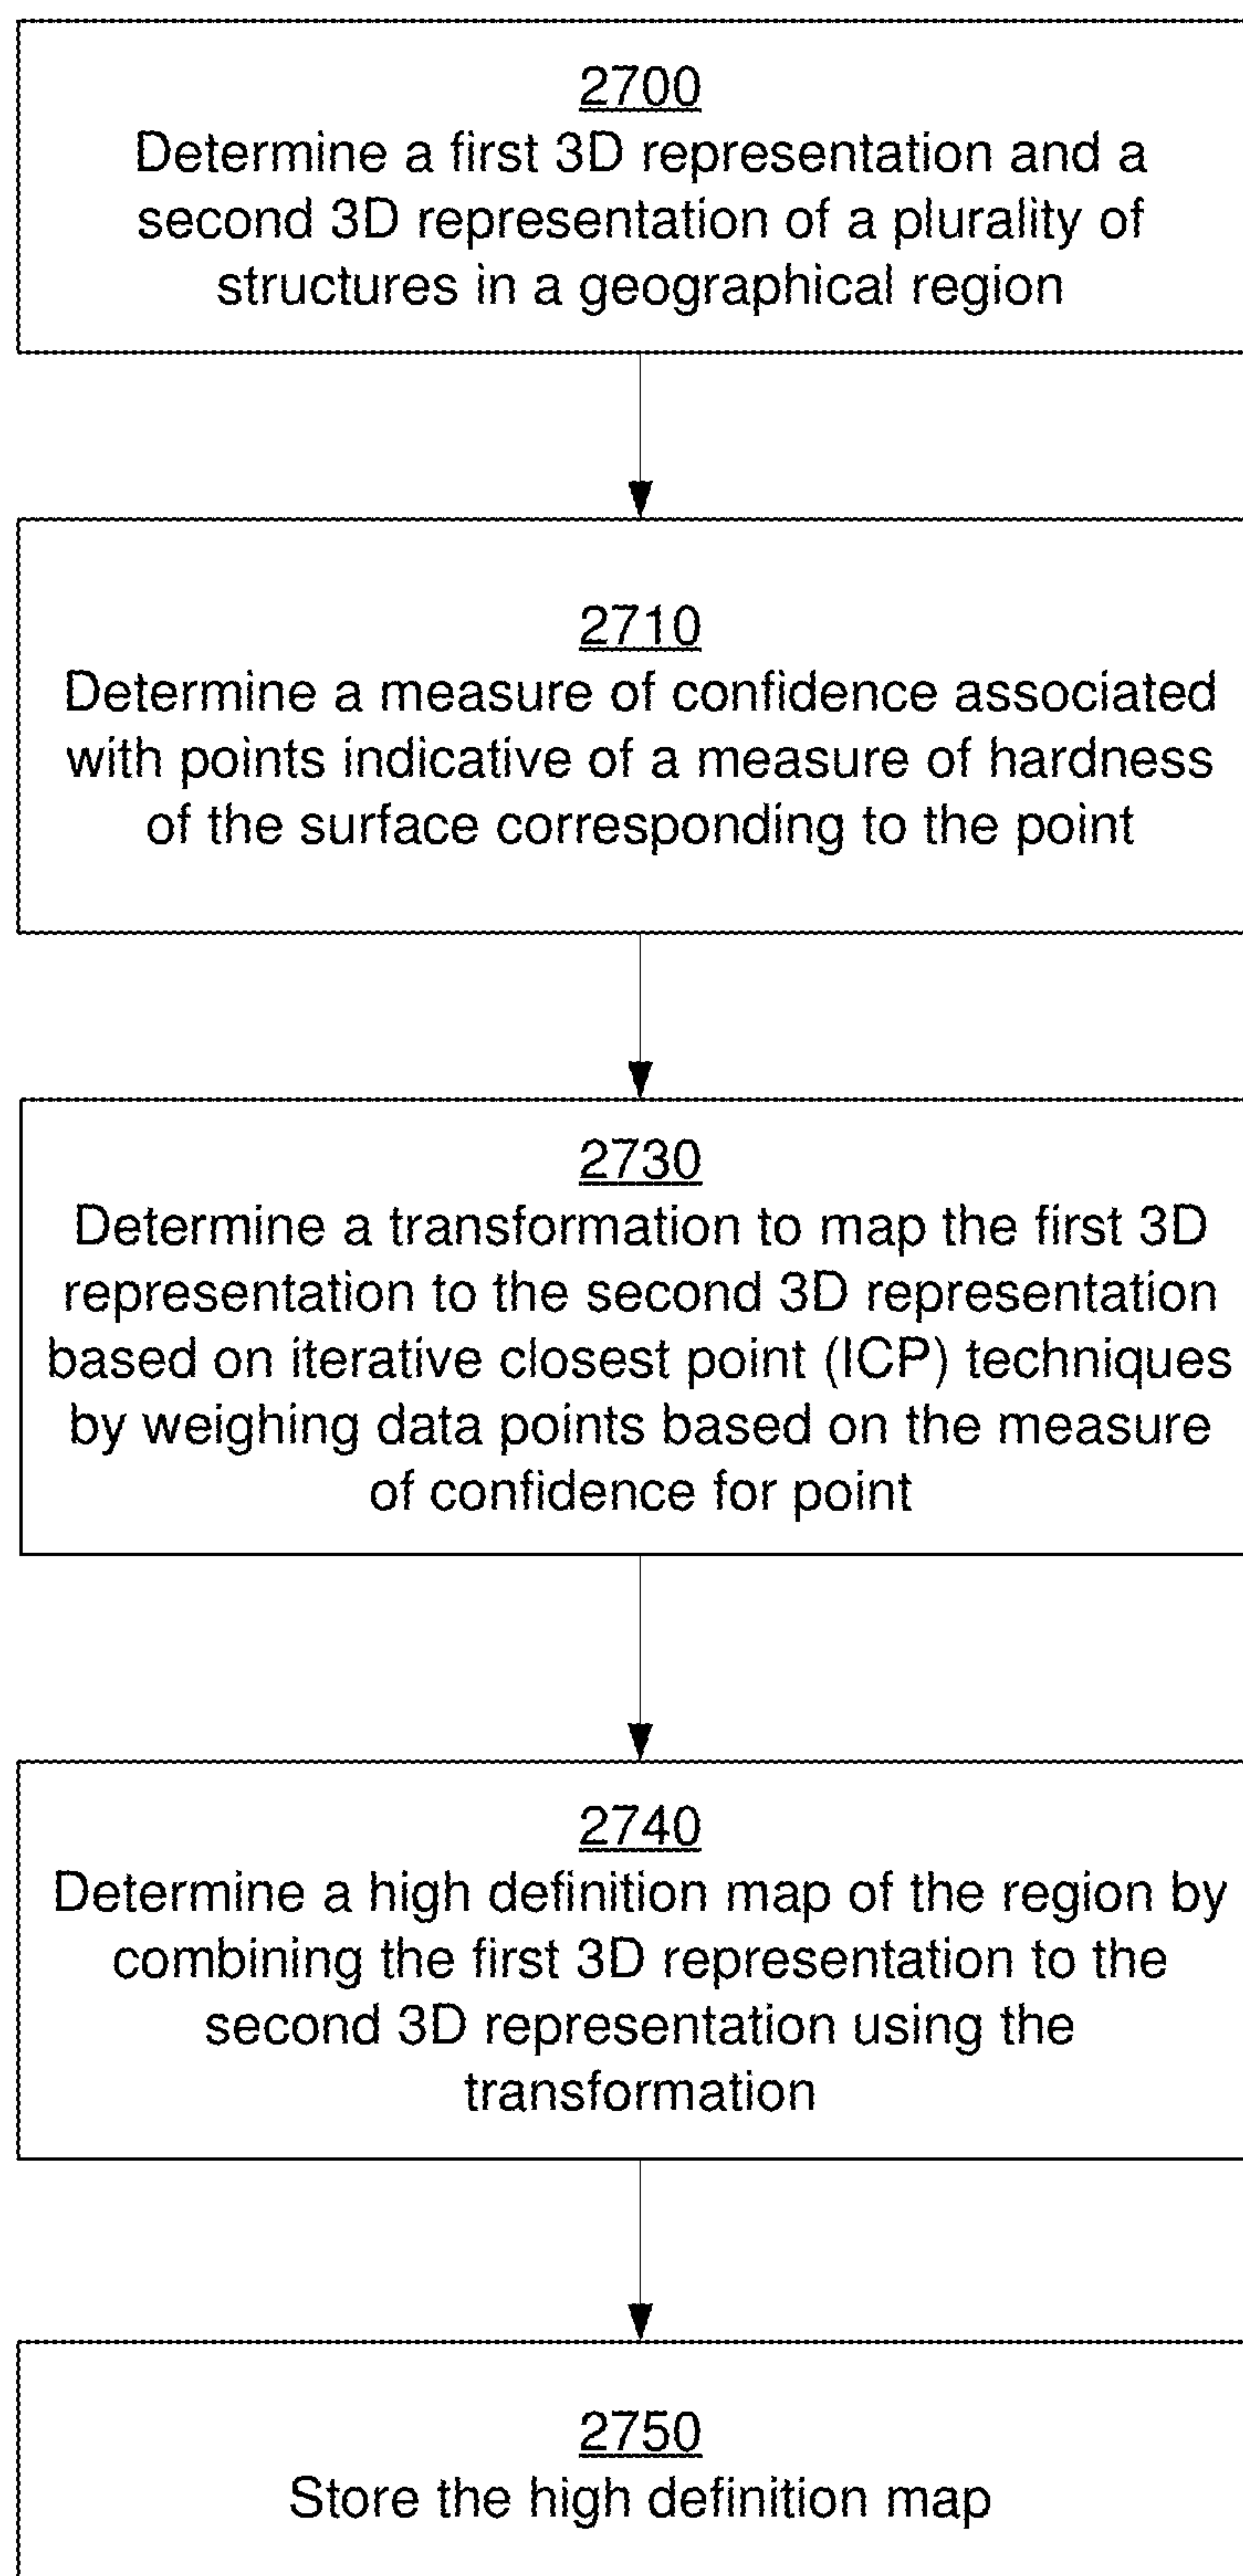 2700
Determine a first 3D representation and a
second 3D representation of a plurality of
structures in a geographical region
2710
Determine a measure of confidence associated
with points indicative of a measure of hardness
of the surface corresponding to the point
2730
Determine a transformation to map the first 3D
representation to the second 3D representation
based on iterative closest point (ICP) techniques
by weighing data points based on the measure
of confidence for point
2740
Determine a high definition map of the region by
combining the first 3D representation to the
second 3D representation using the
transformation
2750
Store the high definition map